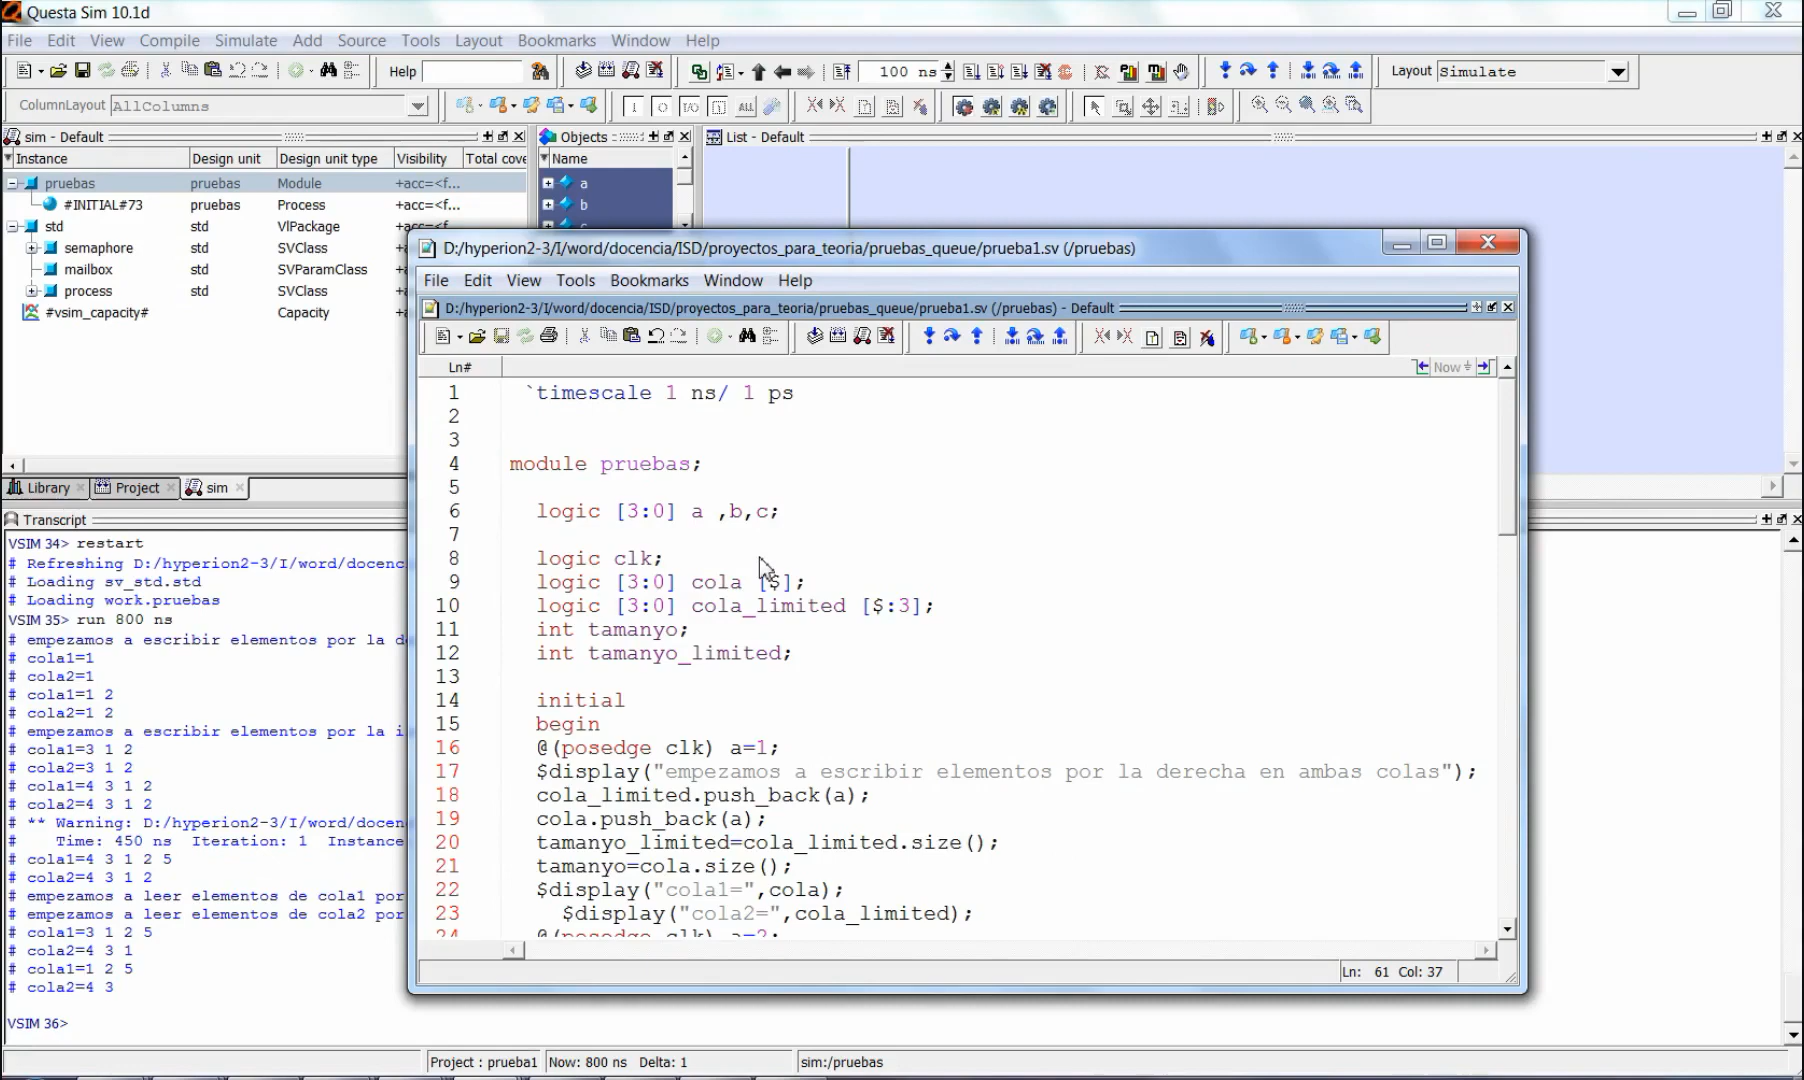 Questa Sim 10.1d
File Edit View Compile Simulate Add Source Tools Layout Bookmarks Window Help
Help 100 ns Layout Simulate
ColumnLayout AllColumns
sim - Default
Instance Design unit Design unit type Visibility Total cove
pruebas pruebas Module +acc=<f...
#INITIAL#73 pruebas Process +acc=<f...
std std VlPackage +acc=<f...
semaphore std SVClass +a
mailbox std SVParamClass +a
process std SVClass +a
#vsim_capacity# Capacity +a
Objects
Name
a
b
c
List - Default
Library Project sim
Transcript
VSIM 34> restart
# Refreshing D:/hyperion2-3/I/word/docenc
# Loading sv_std.std
# Loading work.pruebas
VSIM 35> run 800 ns
# empezamos a escribir elementos por la d
# cola1=1
# cola2=1
# cola1=1 2
# cola2=1 2
# empezamos a escribir elementos por la i
# cola1=3 1 2
# cola2=3 1 2
# cola1=4 3 1 2
# cola2=4 3 1 2
# ** Warning: D:/hyperion2-3/I/word/docen
# Time: 450 ns Iteration: 1 Instance
# cola1=4 3 1 2 5
# cola2=4 3 1 2
# empezamos a leer elementos de cola1 por
# empezamos a leer elementos de cola2 por
# cola1=3 1 2 5
# cola2=4 3 1
# cola1=1 2 5
# cola2=4 3
VSIM 36>
D:/hyperion2-3/I/word/docencia/ISD/proyectos_para_teoria/pruebas_queue/prueba1.sv (/pruebas)
File Edit View Tools Bookmarks Window Help
D:/hyperion2-3/I/word/docencia/ISD/proyectos_para_teoria/pruebas_queue/prueba1.sv (/pruebas) - Default
Ln# Now
1 `timescale 1 ns/ 1 ps
2
3
4 module pruebas;
5
6 logic [3:0] a ,b,c;
7
8 logic clk;
9 logic [3:0] cola [$];
10 logic [3:0] cola_limited [$:3];
11 int tamanyo;
12 int tamanyo_limited;
13
14 initial
15 begin
16 @(posedge clk) a=1;
17 $display("empezamos a escribir elementos por la derecha en ambas colas");
18 cola_limited.push_back(a);
19 cola.push_back(a);
20 tamanyo_limited=cola_limited.size();
21 tamanyo=cola.size();
22 $display("cola1=",cola);
23 $display("cola2=",cola_limited);
24 @(posedge clk) a=2;
Ln: 61 Col: 37
Project : prueba1 Now: 800 ns Delta: 1 sim:/pruebas